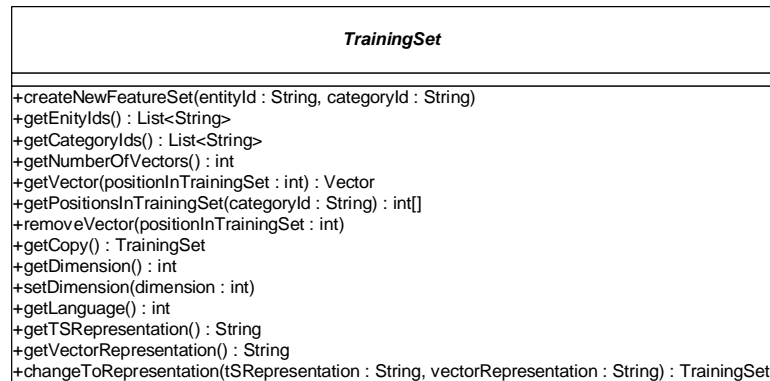 TrainingSet
+createNewFeatureSet(entityId : String, categoryId : String)
+getEnityIds() : List<String>
+getCategoryIds() : List<String>
+getNumberOfVectors() : int
+getVector(positionInTrainingSet : int) : Vector
+getPositionsInTrainingSet(categoryId : String) : int[]
+removeVector(positionInTrainingSet : int)
+getCopy() : TrainingSet
+getDimension() : int
+setDimension(dimension : int)
+getLanguage() : int
+getTSRepresentation() : String
+getVectorRepresentation() : String
+changeToRepresentation(tSRepresentation : String, vectorRepresentation : String) : TrainingSet